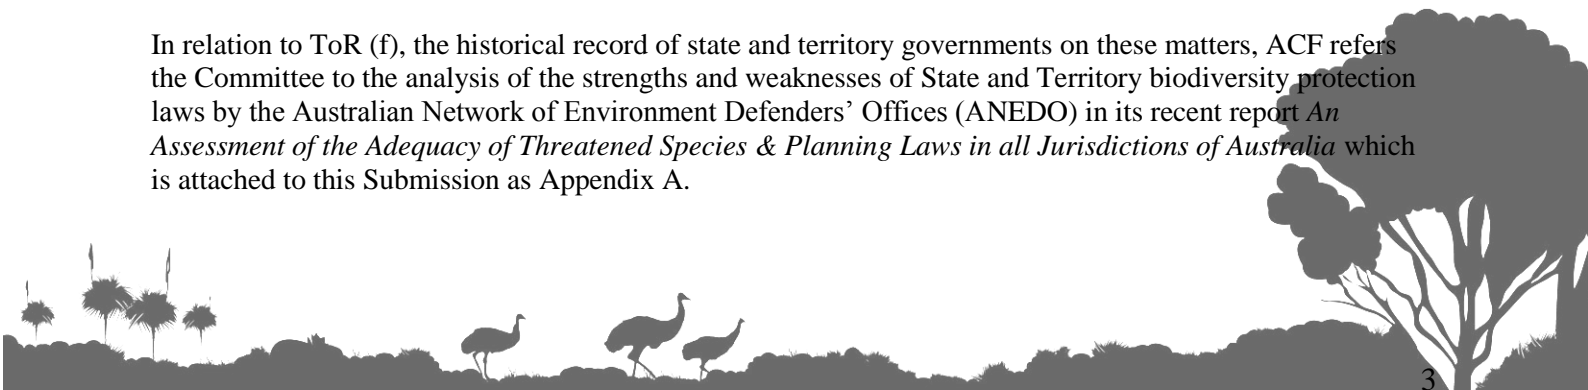 In relation to ToR (f), the historical record of state and territory governments on these matters, ACF refers
the Committee to the analysis of the strengths and weaknesses of State and Territory biodiversity protection
laws by the Australian Network of Environment Defenders’ Offices (ANEDO) in its recent report An
Assessment of the Adequacy of Threatened Species & Planning Laws in all Jurisdictions of Australia which
is attached to this Submission as Appendix A.
3